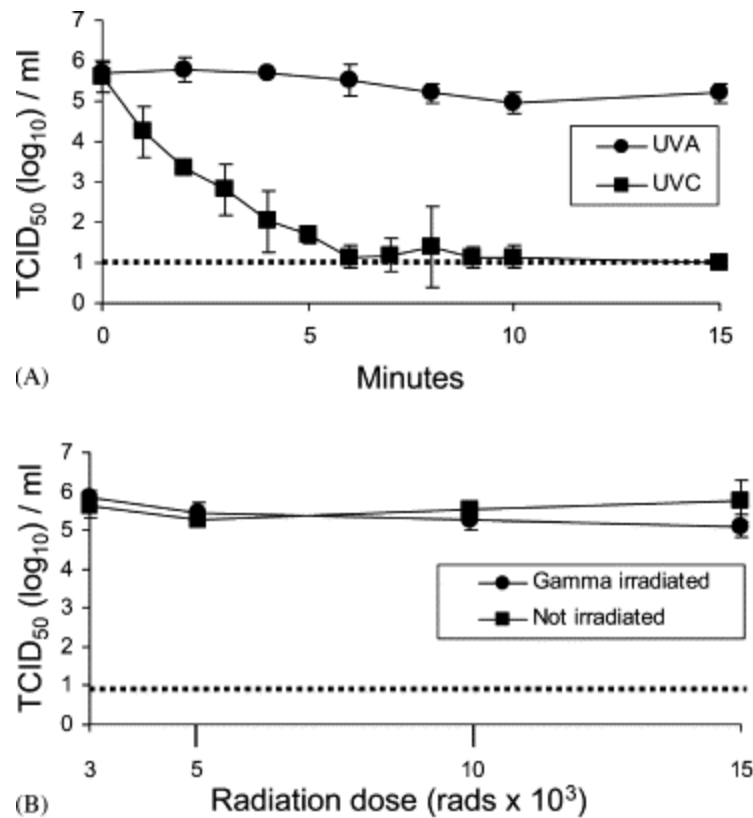 7
6
5
4
3
2
1
0
TCID50 (log10) / ml
UVA
UVC
0 5 10 15
(A)
Minutes
7
6
5
4
3
2
1
0
TCID50 (log10) / ml
Gamma irradiated
Not irradiated
3 5 10 15
(B)
Radiation dose (rads x 10³)